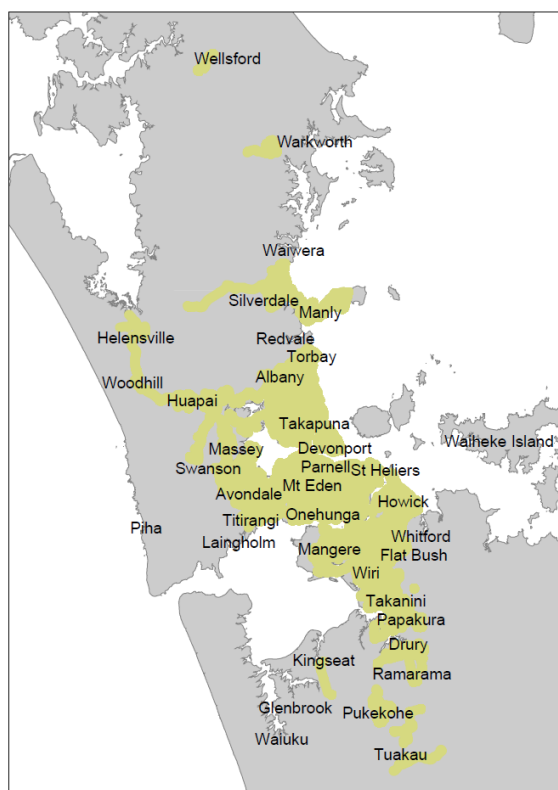 Wellsford
Warkworth
Waiwera
Silverdale
Manly
Redvale
Helensville
Torbay
Albany
Woodhill
Huapai
Takapuna
Waiheke Island
Massey
Devonport
Swanson
Parnell
St Heliers
Mt Eden
Avondale
Howick
Onehunga
Titirangi
Piha
Whitford
Laingholm
Mangere
Flat Bush
Wiri
Takanini
Papakura
Drury
Kingseat
Ramarama
Glenbrook
Pukekohe
Waiuku
Tuakau